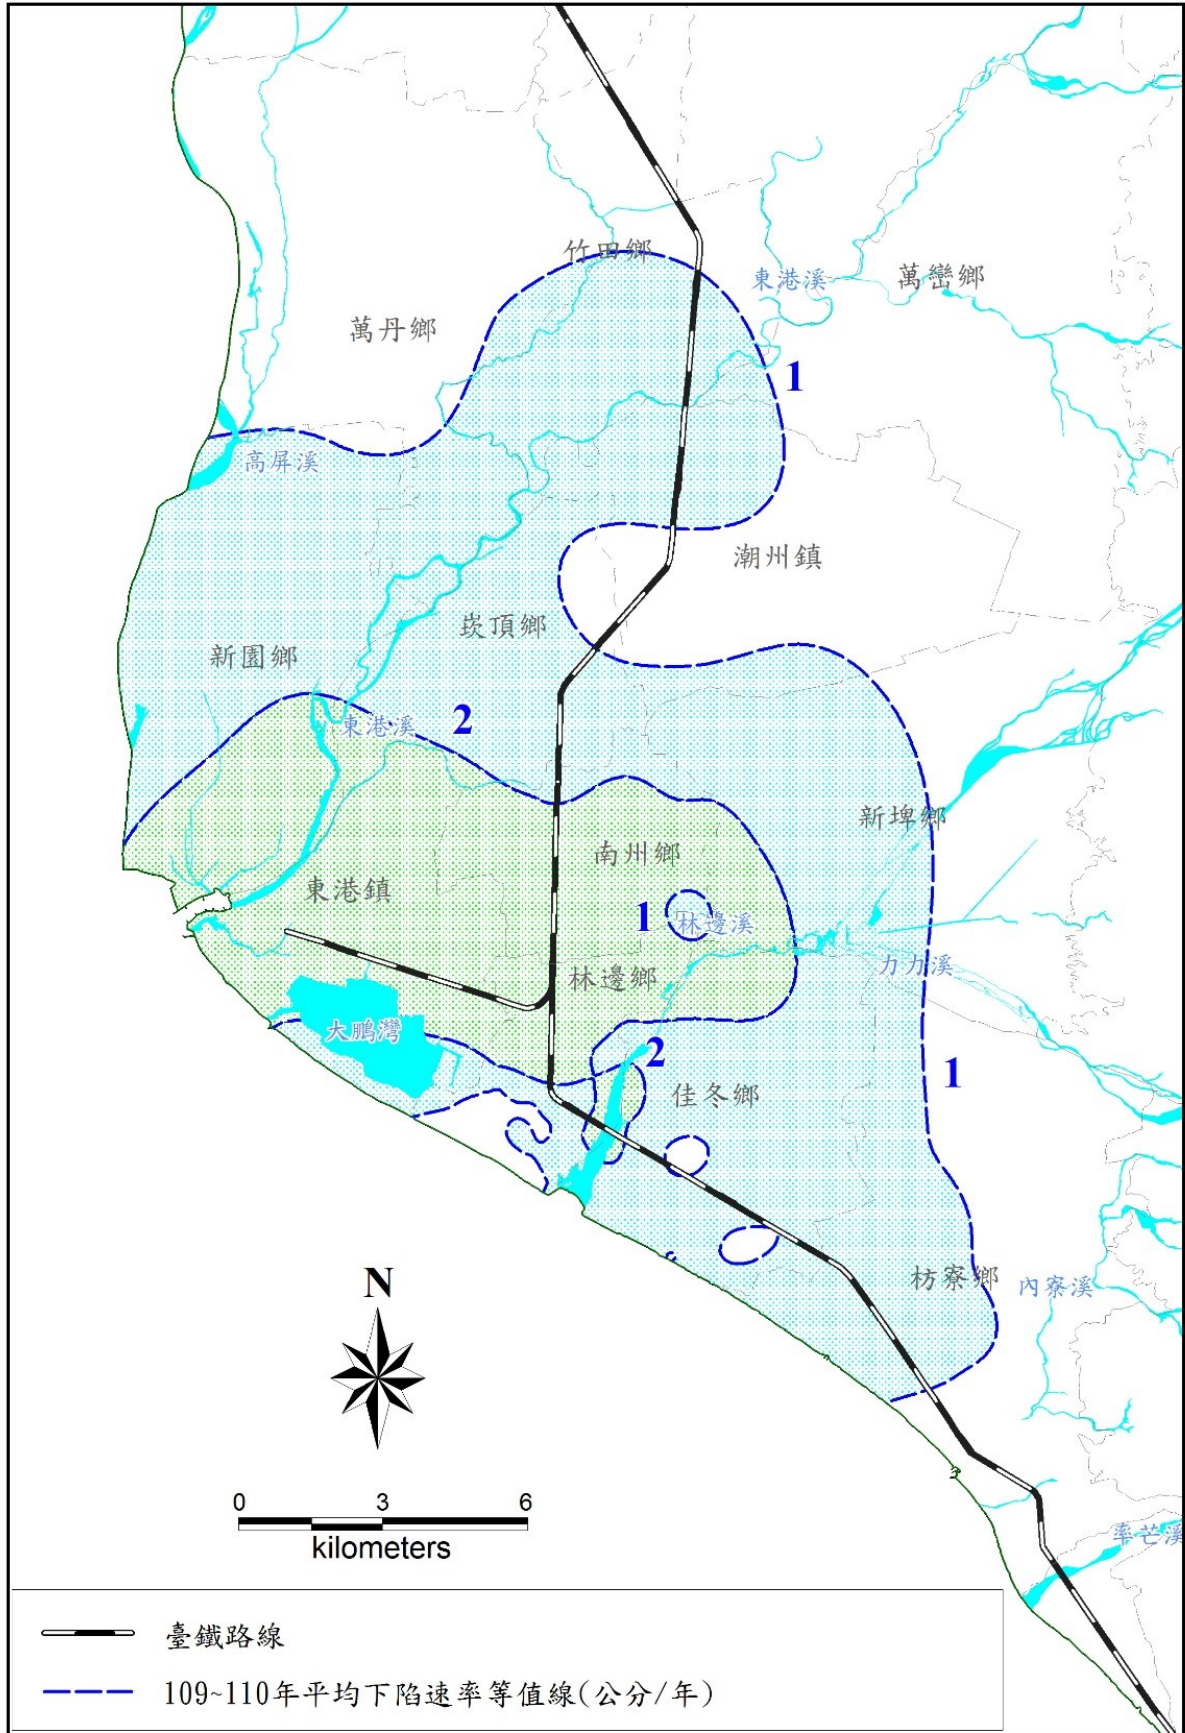 竹田鄉
東港溪
萬巒鄉
萬丹鄉
1
高屏溪
潮州鎮
崁頂鄉
新園鄉
東港溪
2
新埤鄉
南州鄉
東港鎮
1
林邊溪
力力溪
林邊鄉
大鵬灣
2
1
佳冬鄉
枋寮鄉
內寮溪
N
0 3 6
kilometers
率芒溪
臺鐵路線
109~110年平均下陷速率等值線(公分/年)